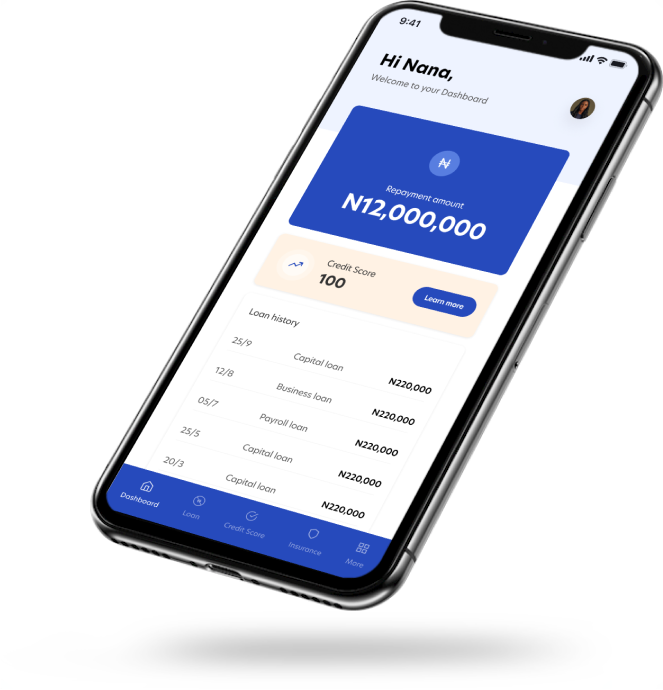 9:41
Hi Nana,
Welcome to your Dashboard
Repayment amount
N12,000,000
Credit Score
100
Learn more
Loan history
25/9 Capital loan N220,000
12/8 Business loan N220,000
05/7 Payroll loan N220,000
25/5 Capital loan N220,000
20/3 Capital loan N220,000
Dashboard Loan Credit Score Insurance More